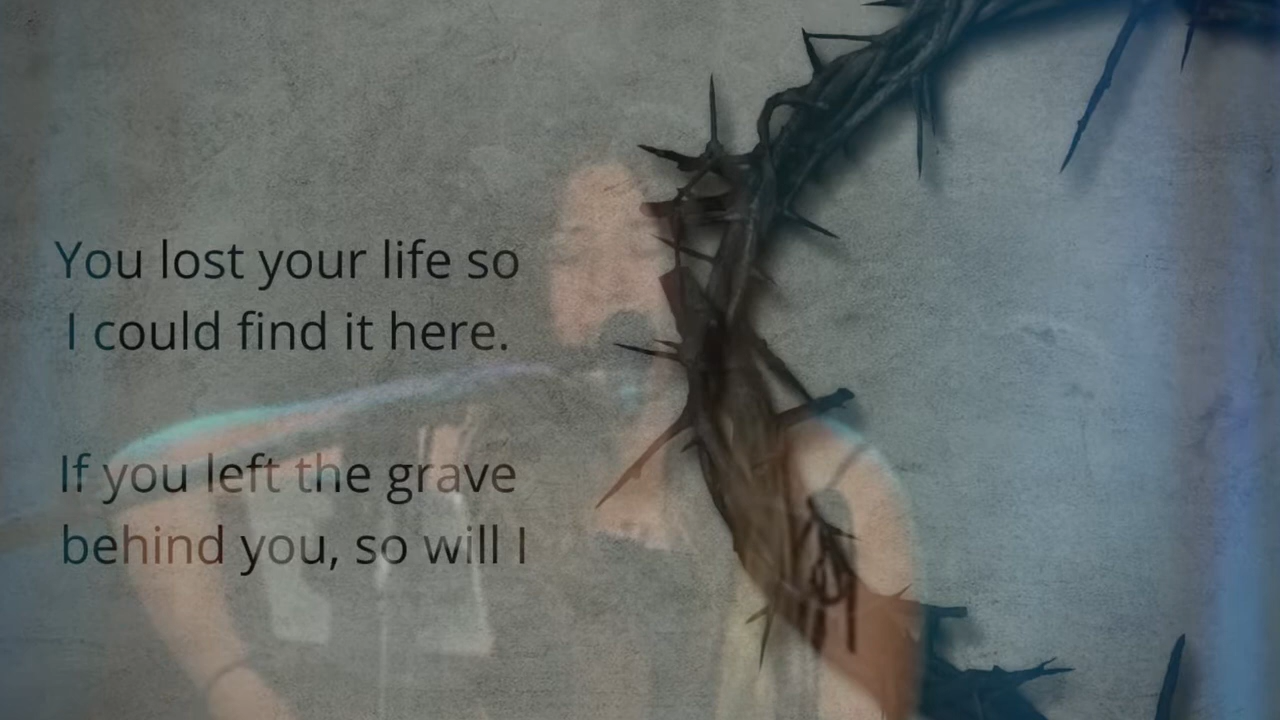 You lost your life so
I could find it here.
If you left the grave
behind you, so will I